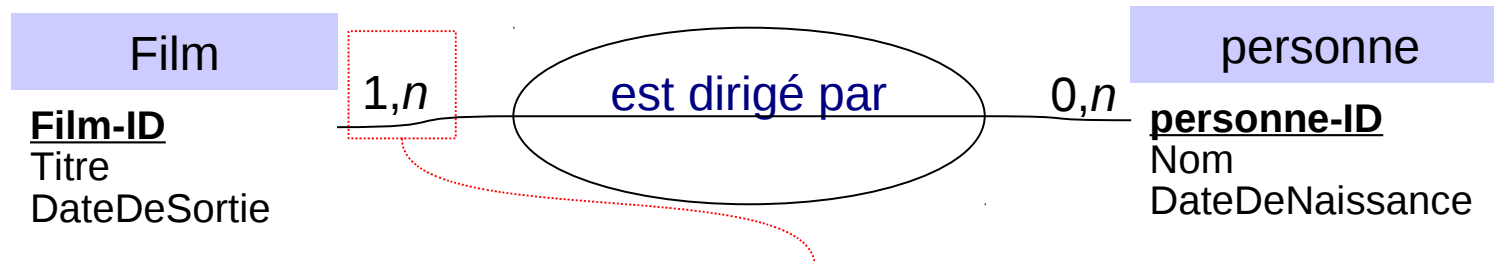 Film
1,n
est dirigé par
0,n
personne
Film-ID
Titre
DateDeSortie
personne-ID
Nom
DateDeNaissance